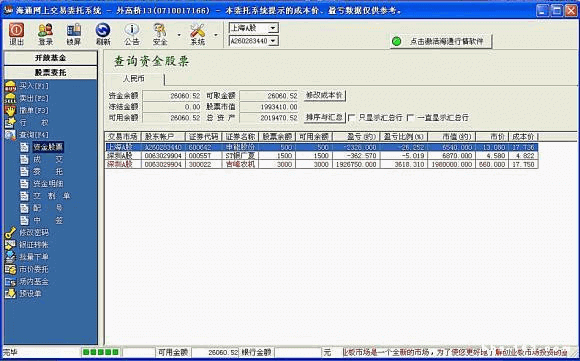 海通网上交易委托系统 - 外高桥13(0710017166) - 本委托系统提示的成本价、盈亏数据仅供参考。
退出 登录 锁屏 刷新 公告 安全 系统
上海A股
A260283440
点击激活海通行情软件
开放基金
股票委托
买入[F1]
卖出[F2]
撤单[F3]
行 权
查询[F4]
资金股票
成 交
委 托
资金明细
交 割 单
配 号
中 签
修改密码
银证转帐
批量下单
市价委托
场内基金
预设单
查询资金股票
人民币
资金余额 26060.52 可取金额 26060.52 修改成本价
冻结金额 0.00 股票市值 1993410.00
可用金额 26060.52 总 资 产 2019470.52 排序与汇总 只显示汇总行 一直显示汇总行
交易市场 股东帐户 证券代码 证券名称 股票余额 可用余额 盈亏(约) 盈亏比例(%) 市值(约) 市价 成本价
上海A股 A260283440 600642 申能股份 500 500 -2328.000 -26.252 6540.000 13.080 17.736
深圳A股 0063029904 000557 ST银广夏 1500 1500 -362.570 -5.019 6870.000 4.580 4.822
深圳A股 0063029904 300022 吉峰农机 3000 3000 1926750.000 3618.310 1980000.000 660.000 17.750
已连接 可用金额 26060.52 银行金额 元 业板市场是一个全新的市场，为了使您更好地了解创业板市场投资的